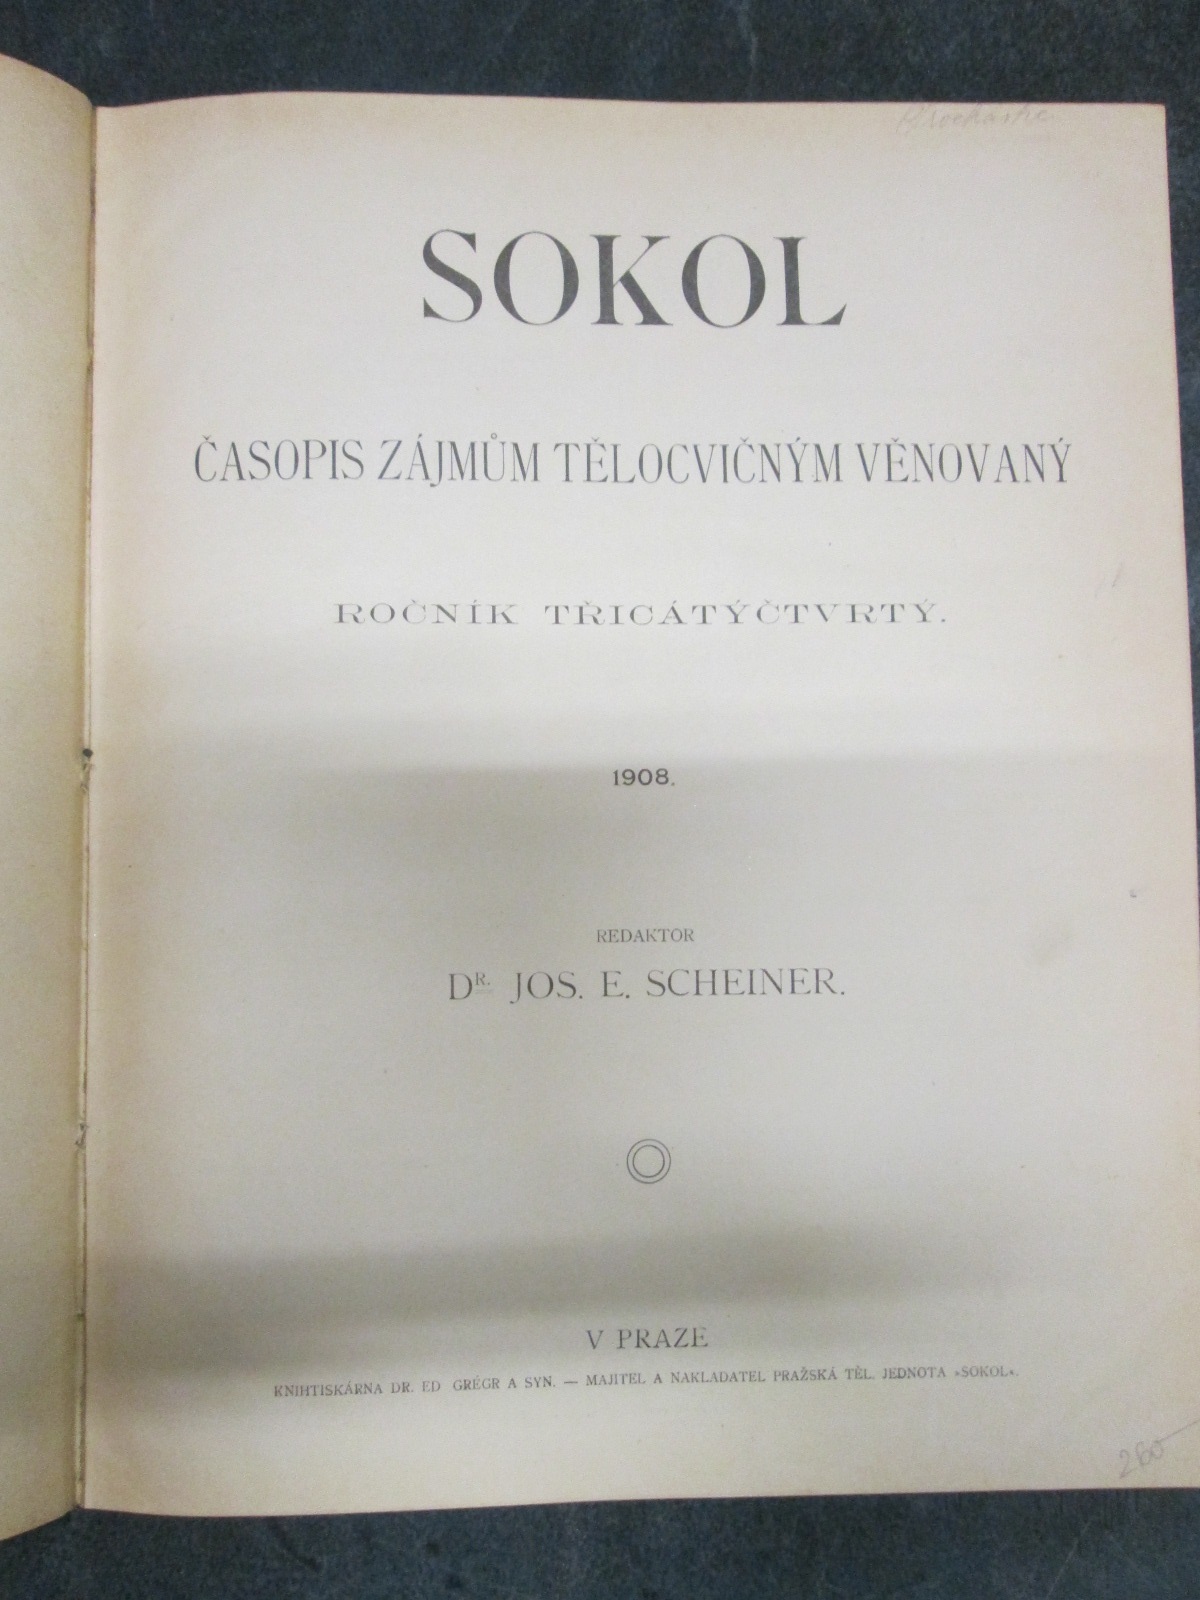 SOKOL
ČASOPIS ZÁJMŮM TĚLOCVIČNÝM VĚNOVANÝ
ROČNÍK TŘICÁTÝČTVRTÝ.
1908.
REDAKTOR
DR. JOS. E. SCHEINER.
V PRAZE
KNIHTISKÁRNA DR. ED GRÉGR A SYN. — MAJITEL A NAKLADATEL PRAŽSKÁ TĚL. JEDNOTA »SOKOL«.
260